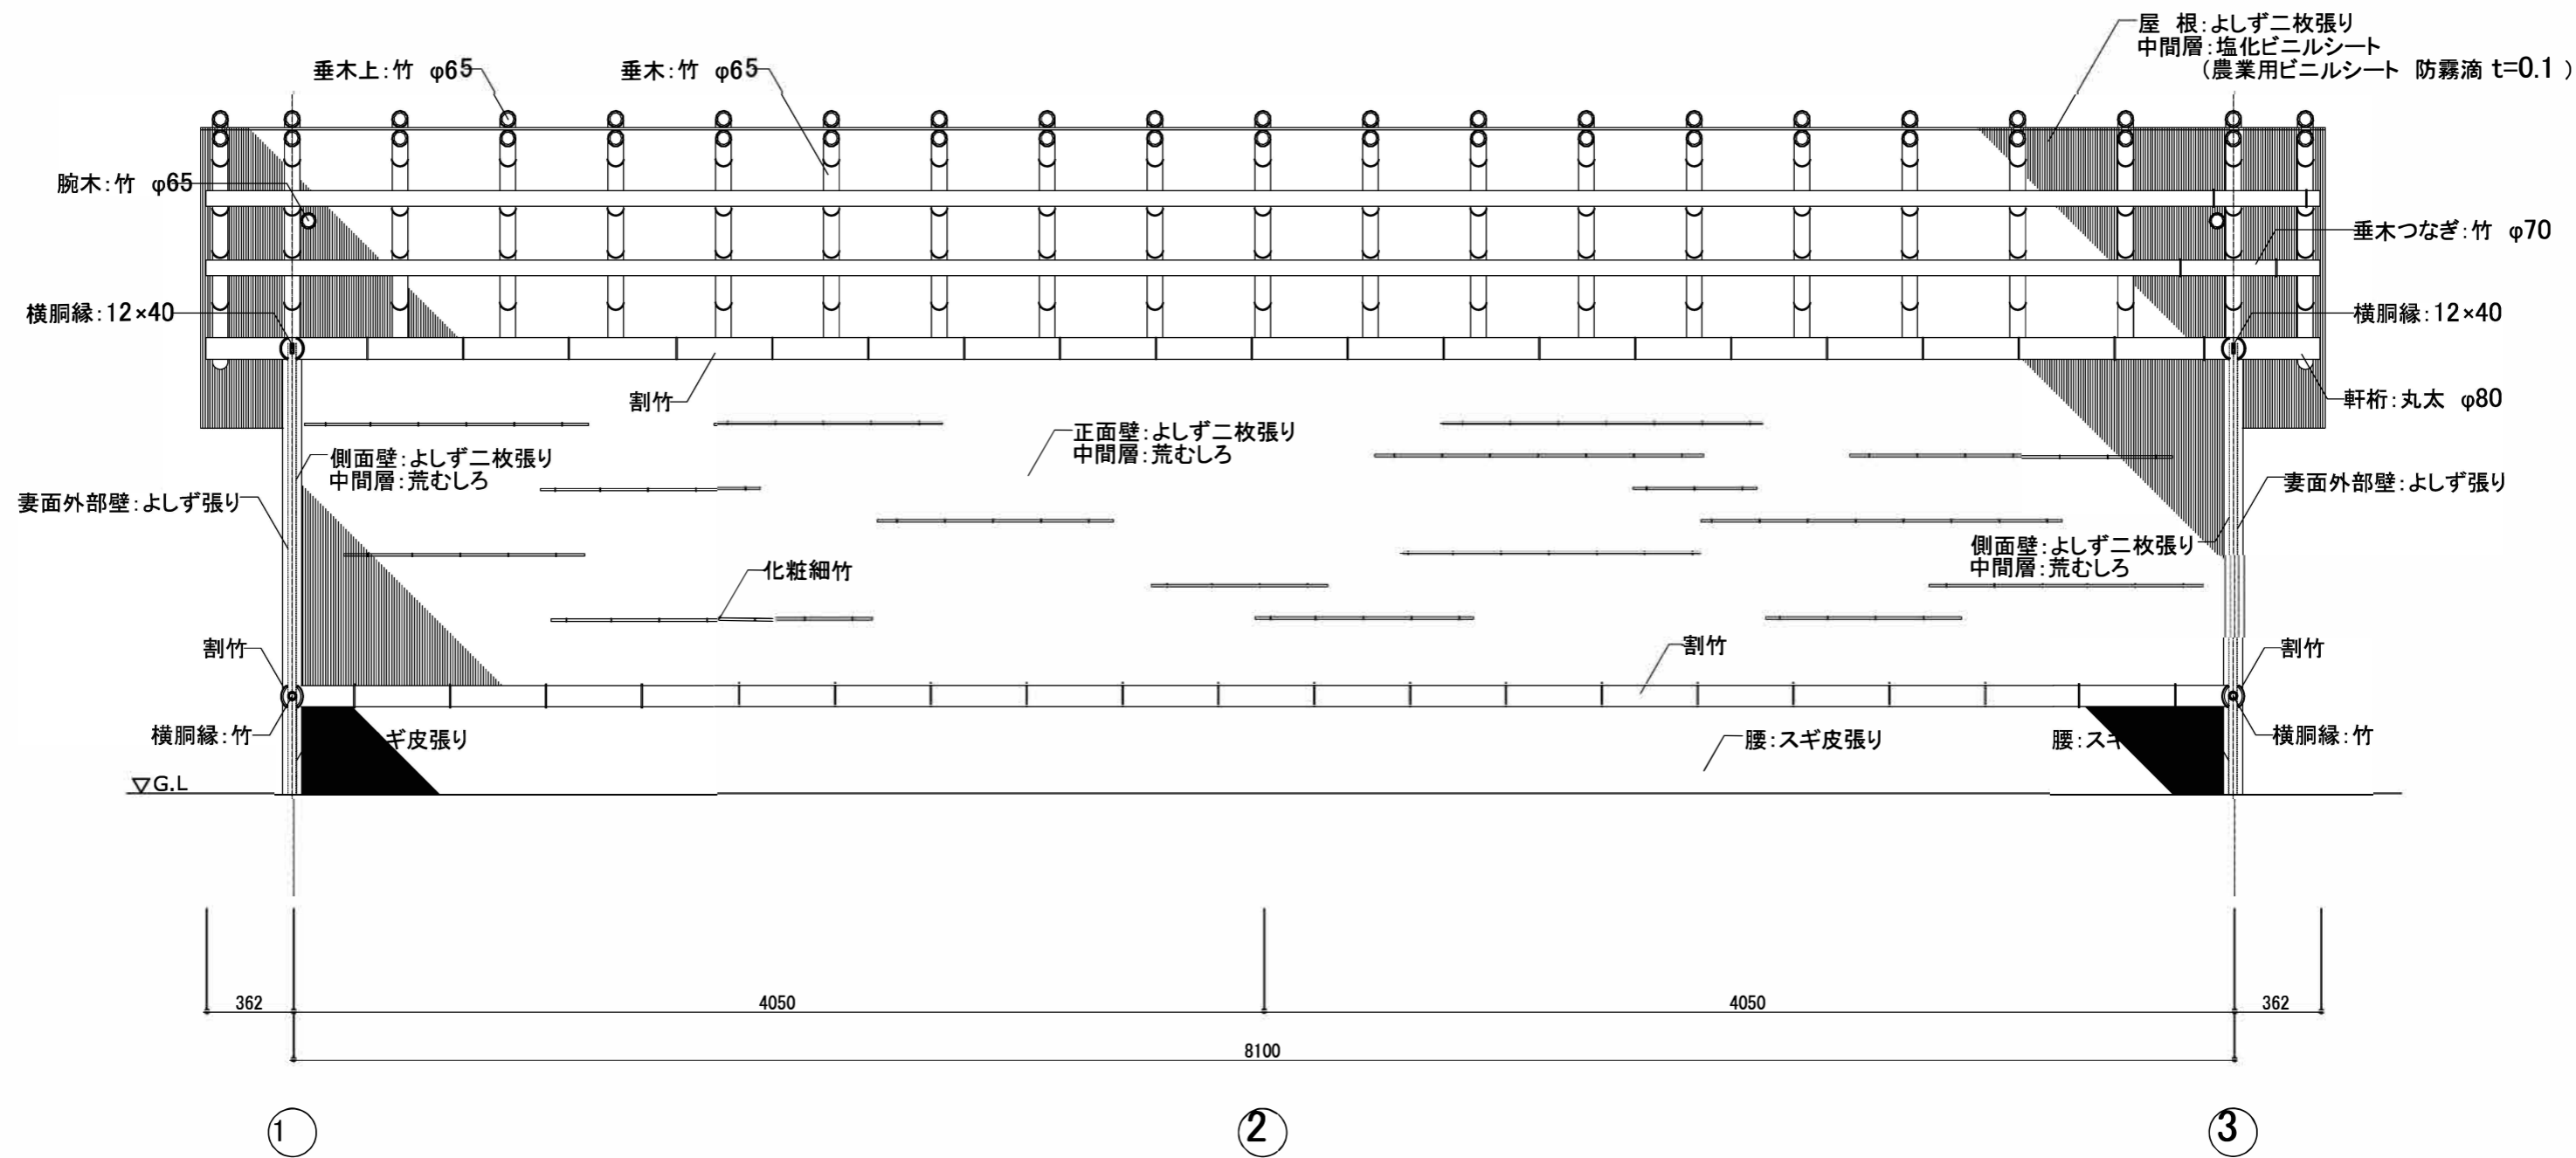 屋 根:よしず二枚張り
中間層:塩化ビニルシート
(農業用ビニルシート 防霧滴 t=0.1 )
垂木上:竹 φ65
垂木:竹 φ65
腕木:竹 φ65
垂木つなぎ:竹 φ70
横胴縁:12×40
横胴縁:12×40
割竹
軒桁:丸太 φ80
正面壁:よしず二枚張り
中間層:荒むしろ
側面壁:よしず二枚張り
中間層:荒むしろ
妻面外部壁:よしず張り
妻面外部壁:よしず張り
側面壁:よしず二枚張り
中間層:荒むしろ
化粧細竹
割竹
割竹
割竹
横胴縁:竹
ギ皮張り
腰:スギ皮張り
腰:スギ
横胴縁:竹
▽G.L
362
4050
4050
362
8100
1
2
3